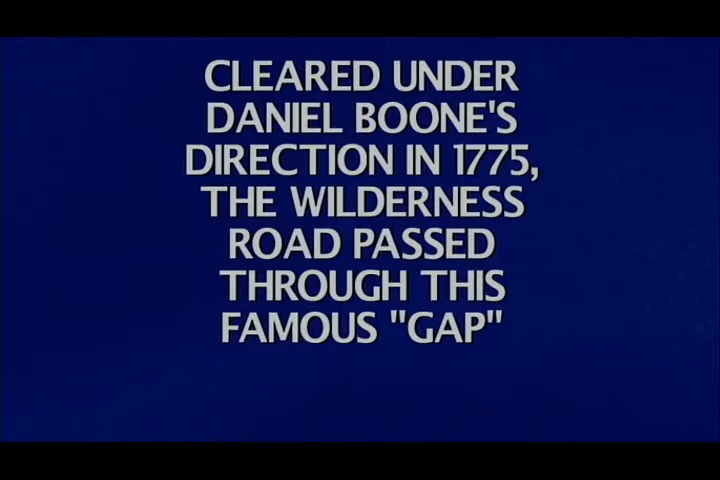 CLEARED UNDER
DANIEL BOONE'S
DIRECTION IN 1775,
THE WILDERNESS
ROAD PASSED
THROUGH THIS
FAMOUS "GAP"